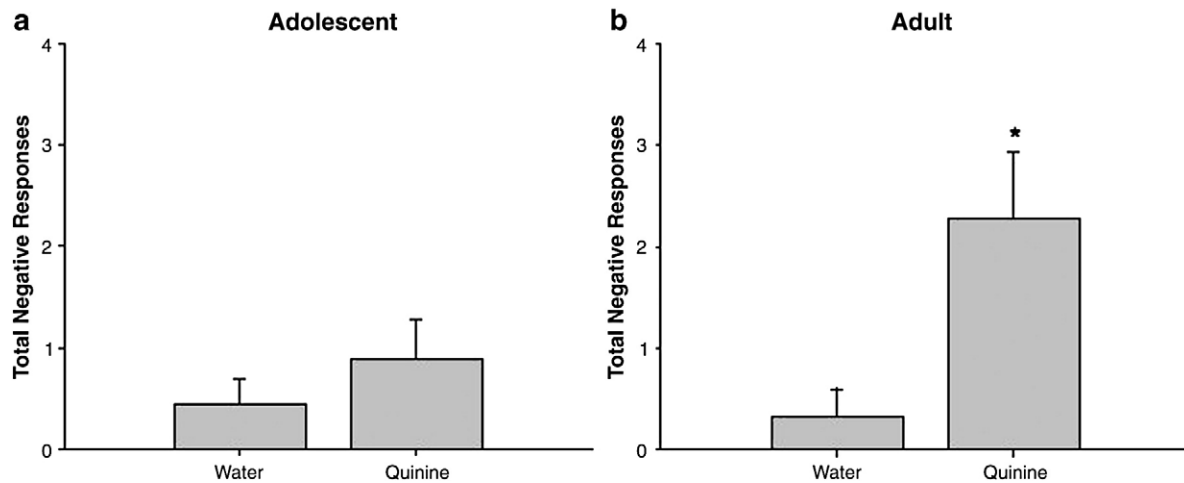 a
Adolescent
Total Negative Responses
4
3
2
1
0
Water
Quinine
b
Adult
Total Negative Responses
4
3
2
1
0
*
Water
Quinine